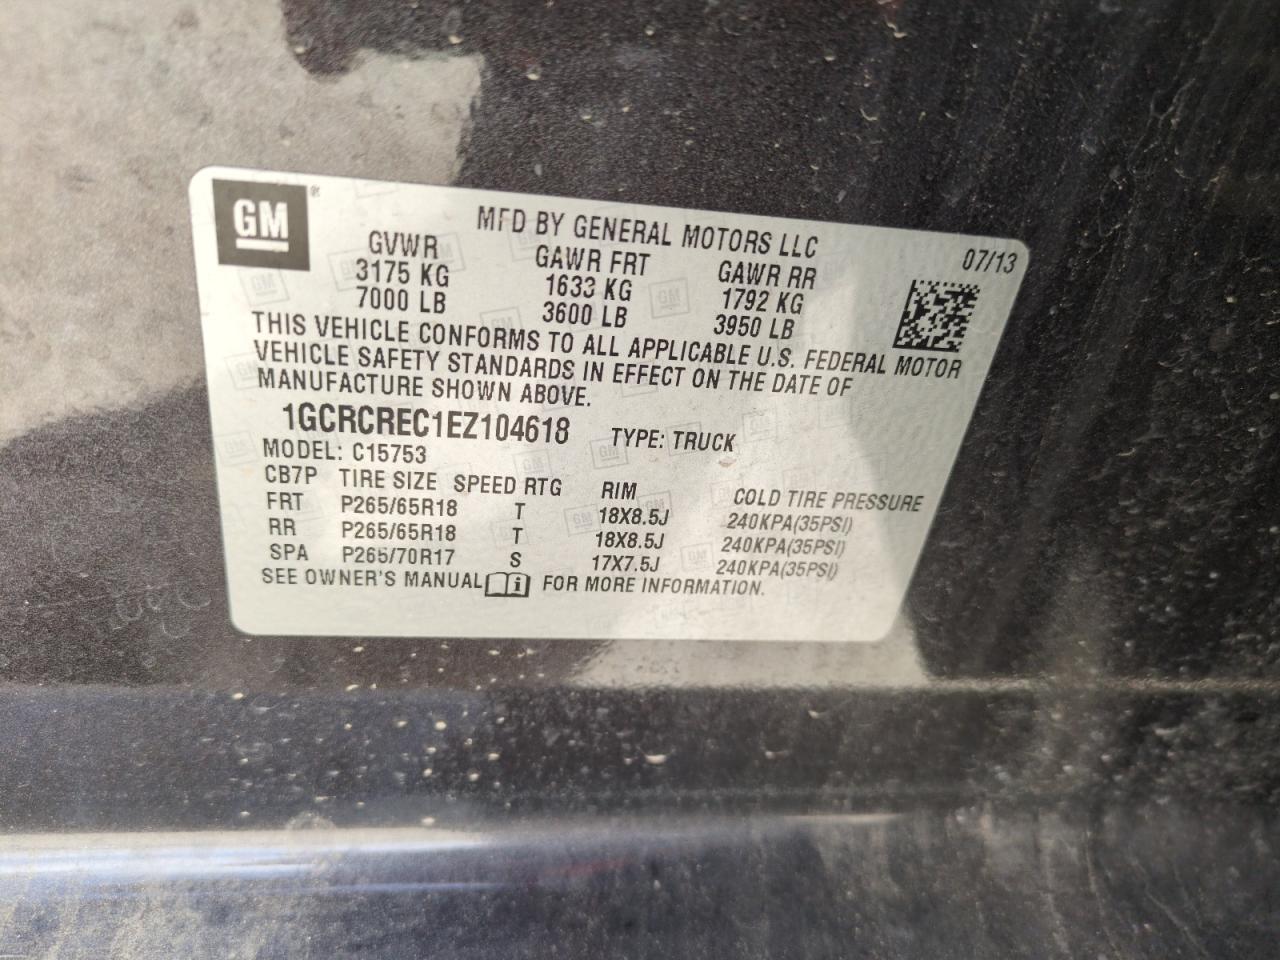 GM®
MFD BY GENERAL MOTORS LLC
07/13
GVWR GAWR FRT GAWR RR
3175 KG 1633 KG 1792 KG
7000 LB 3600 LB 3950 LB
THIS VEHICLE CONFORMS TO ALL APPLICABLE U.S. FEDERAL MOTOR
VEHICLE SAFETY STANDARDS IN EFFECT ON THE DATE OF
MANUFACTURE SHOWN ABOVE.
1GCRCREC1EZ104618 TYPE: TRUCK
MODEL: C15753
CB7P TIRE SIZE SPEED RTG RIM COLD TIRE PRESSURE
FRT P265/65R18 T 18X8.5J 240KPA(35PSI)
RR P265/65R18 T 18X8.5J 240KPA(35PSI)
SPA P265/70R17 S 17X7.5J 240KPA(35PSI)
SEE OWNER'S MANUAL i FOR MORE INFORMATION.